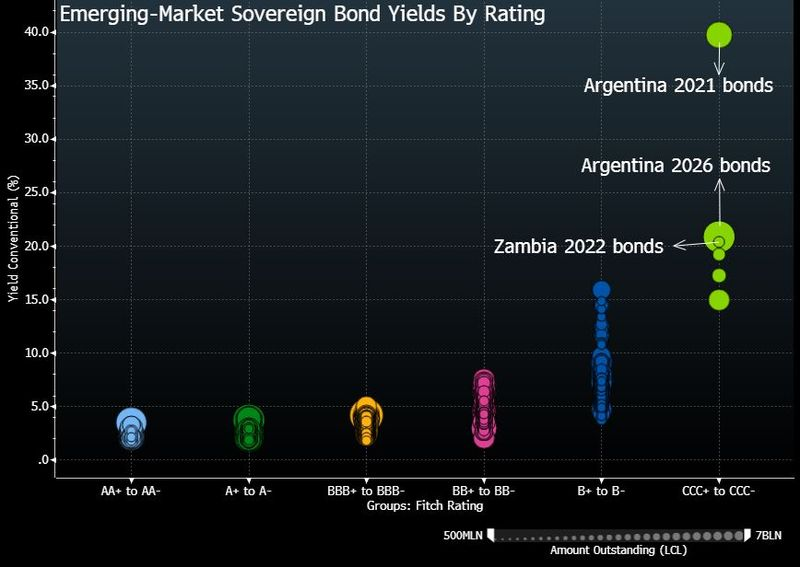 Emerging-Market Sovereign Bond Yields By Rating
40.0
35.0
30.0
25.0
20.0
15.0
10.0
5.0
.0
Yield Conventional (%)
Argentina 2021 bonds
Argentina 2026 bonds
Zambia 2022 bonds
AA+ to AA- A+ to A- BBB+ to BBB- BB+ to BB- B+ to B- CCC+ to CCC-
Groups: Fitch Rating
500MLN 7BLN
Amount Outstanding (LCL)